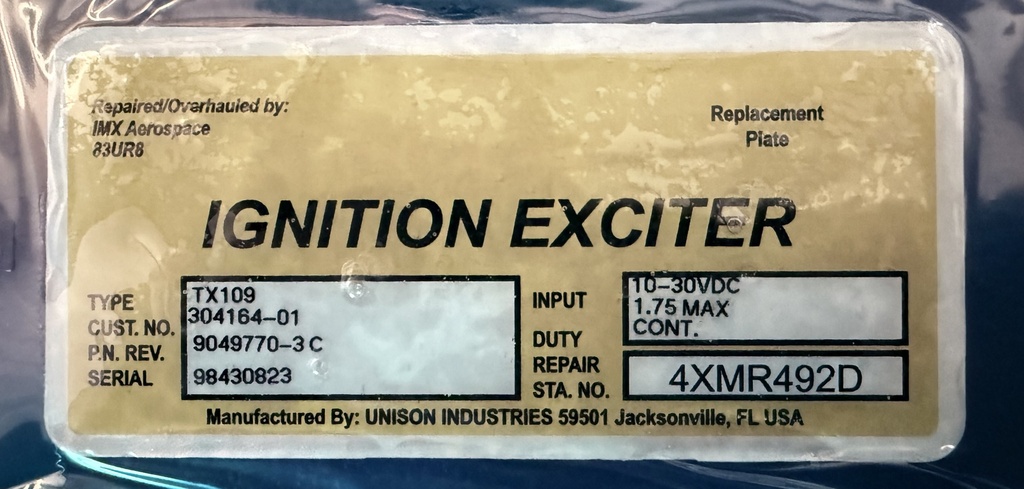 Repaired/Overhauled by:
IMX Aerospace
83UR8
Replacement
Plate
IGNITION EXCITER
TYPE TX109
CUST. NO. 304164-01
P.N. REV. 9049770-3 C
SERIAL 98430823
INPUT 10-30VDC
1.75 MAX
DUTY CONT.
REPAIR
STA. NO. 4XMR492D
Manufactured By: UNISON INDUSTRIES 59501 Jacksonville, FL USA